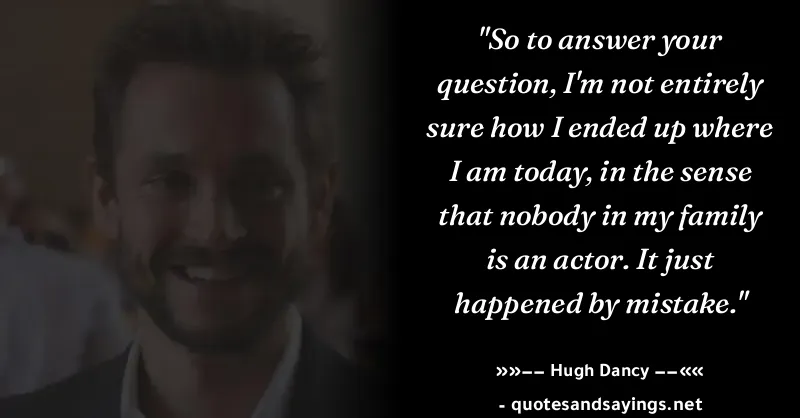 "So to answer your
question, I'm not entirely
sure how I ended up where
I am today, in the sense
that nobody in my family
is an actor. It just
happened by mistake."
»»−− Hugh Dancy −−««
- quotesandsayings.net